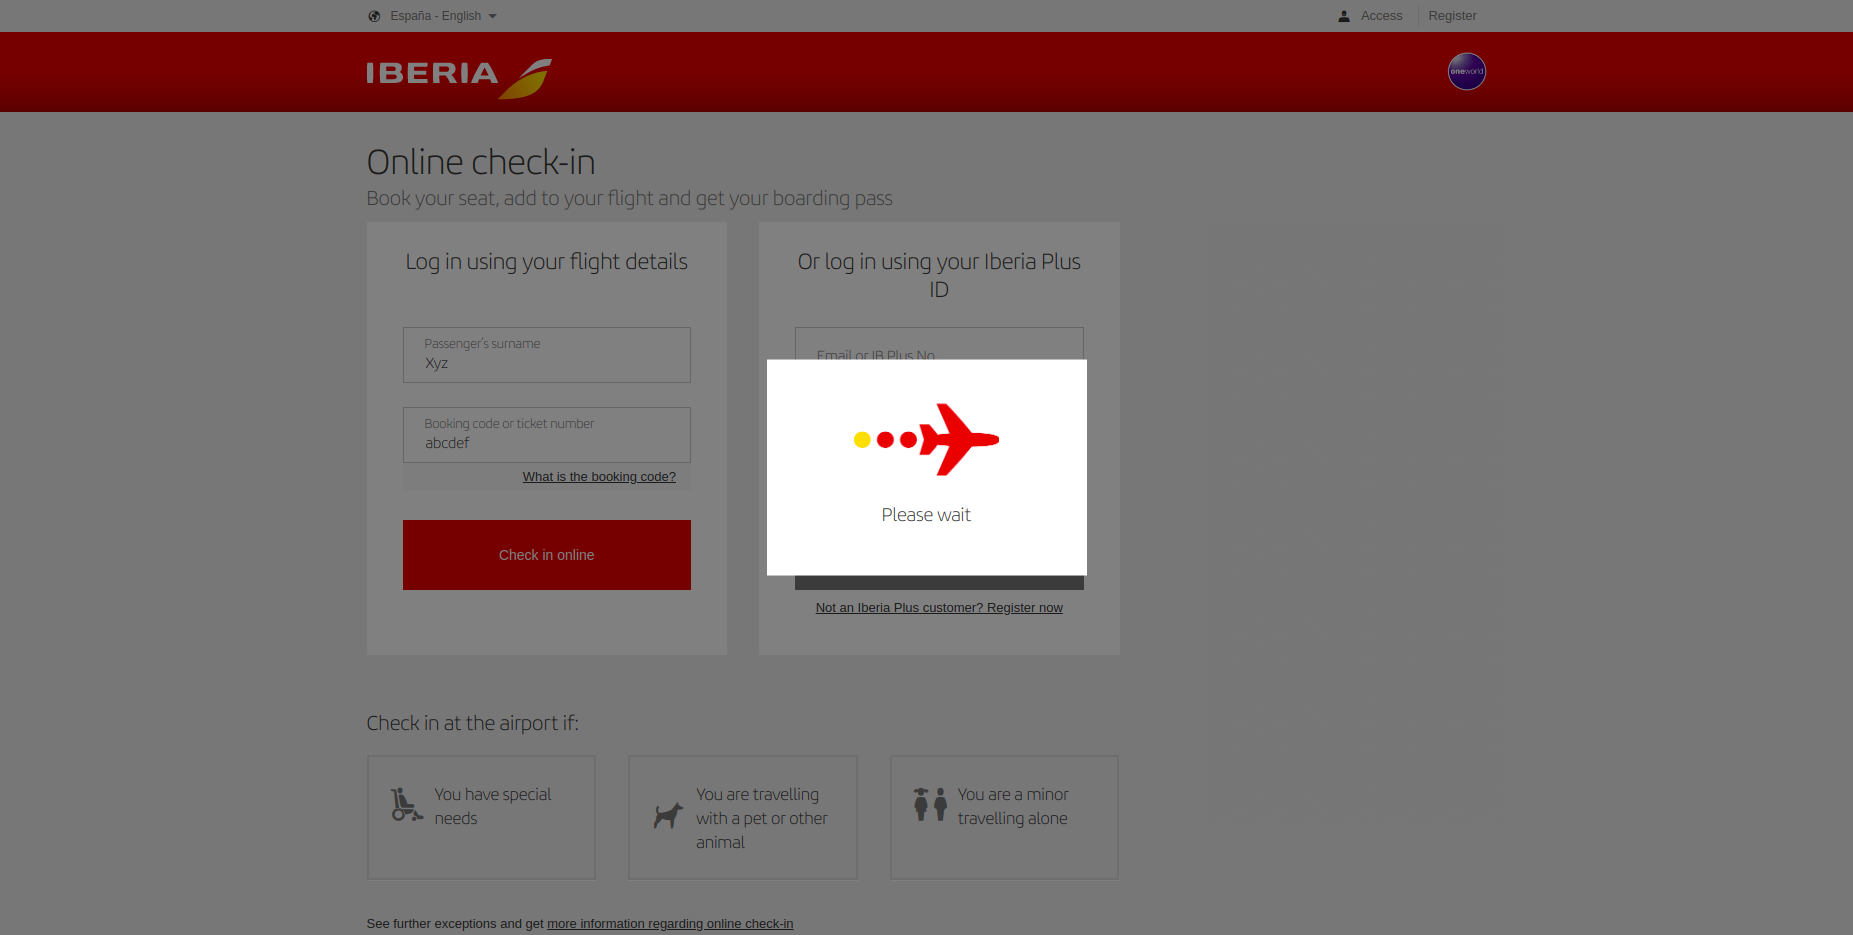 España - English
Access
Register
IBERIA
oneworld
Online check-in
Book your seat, add to your flight and get your boarding pass
Log in using your flight details
Passenger's surname
Xyz
Booking code or ticket number
abcdef
What is the booking code?
Check in online
Or log in using your Iberia Plus
ID
Email or IB Plus No
Please wait
Not an Iberia Plus customer? Register now
Check in at the airport if:
You have special
needs
You are travelling
with a pet or other
animal
You are a minor
travelling alone
See further exceptions and get more information regarding online check-in